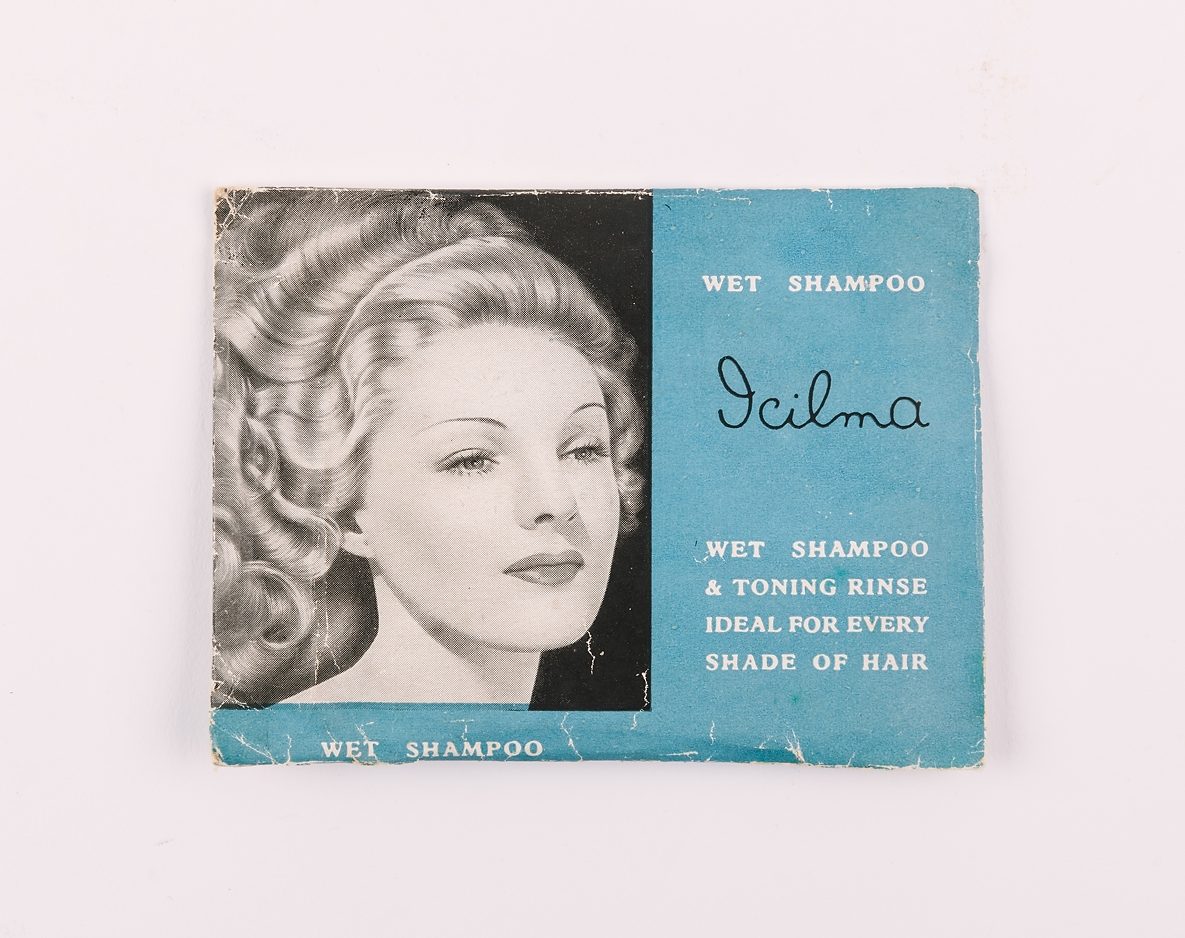 WET SHAMPOO
Icilma
WET SHAMPOO
& TONING RINSE
IDEAL FOR EVERY
SHADE OF HAIR
WET SHAMPOO